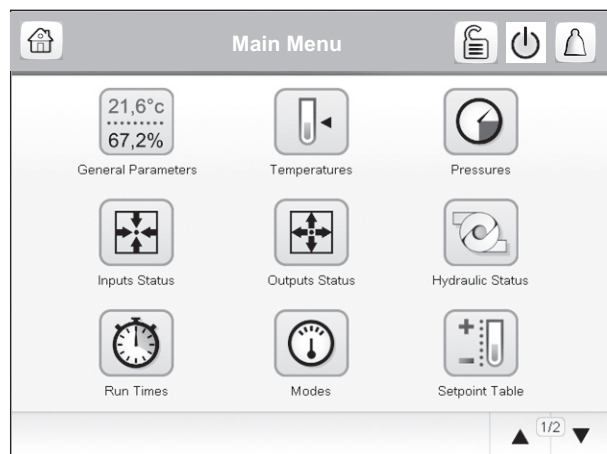 Main Menu
21,6°c
67,2%
General Parameters
Temperatures
Pressures
Inputs Status
Outputs Status
Hydraulic Status
Run Times
Modes
Setpoint Table
1/2